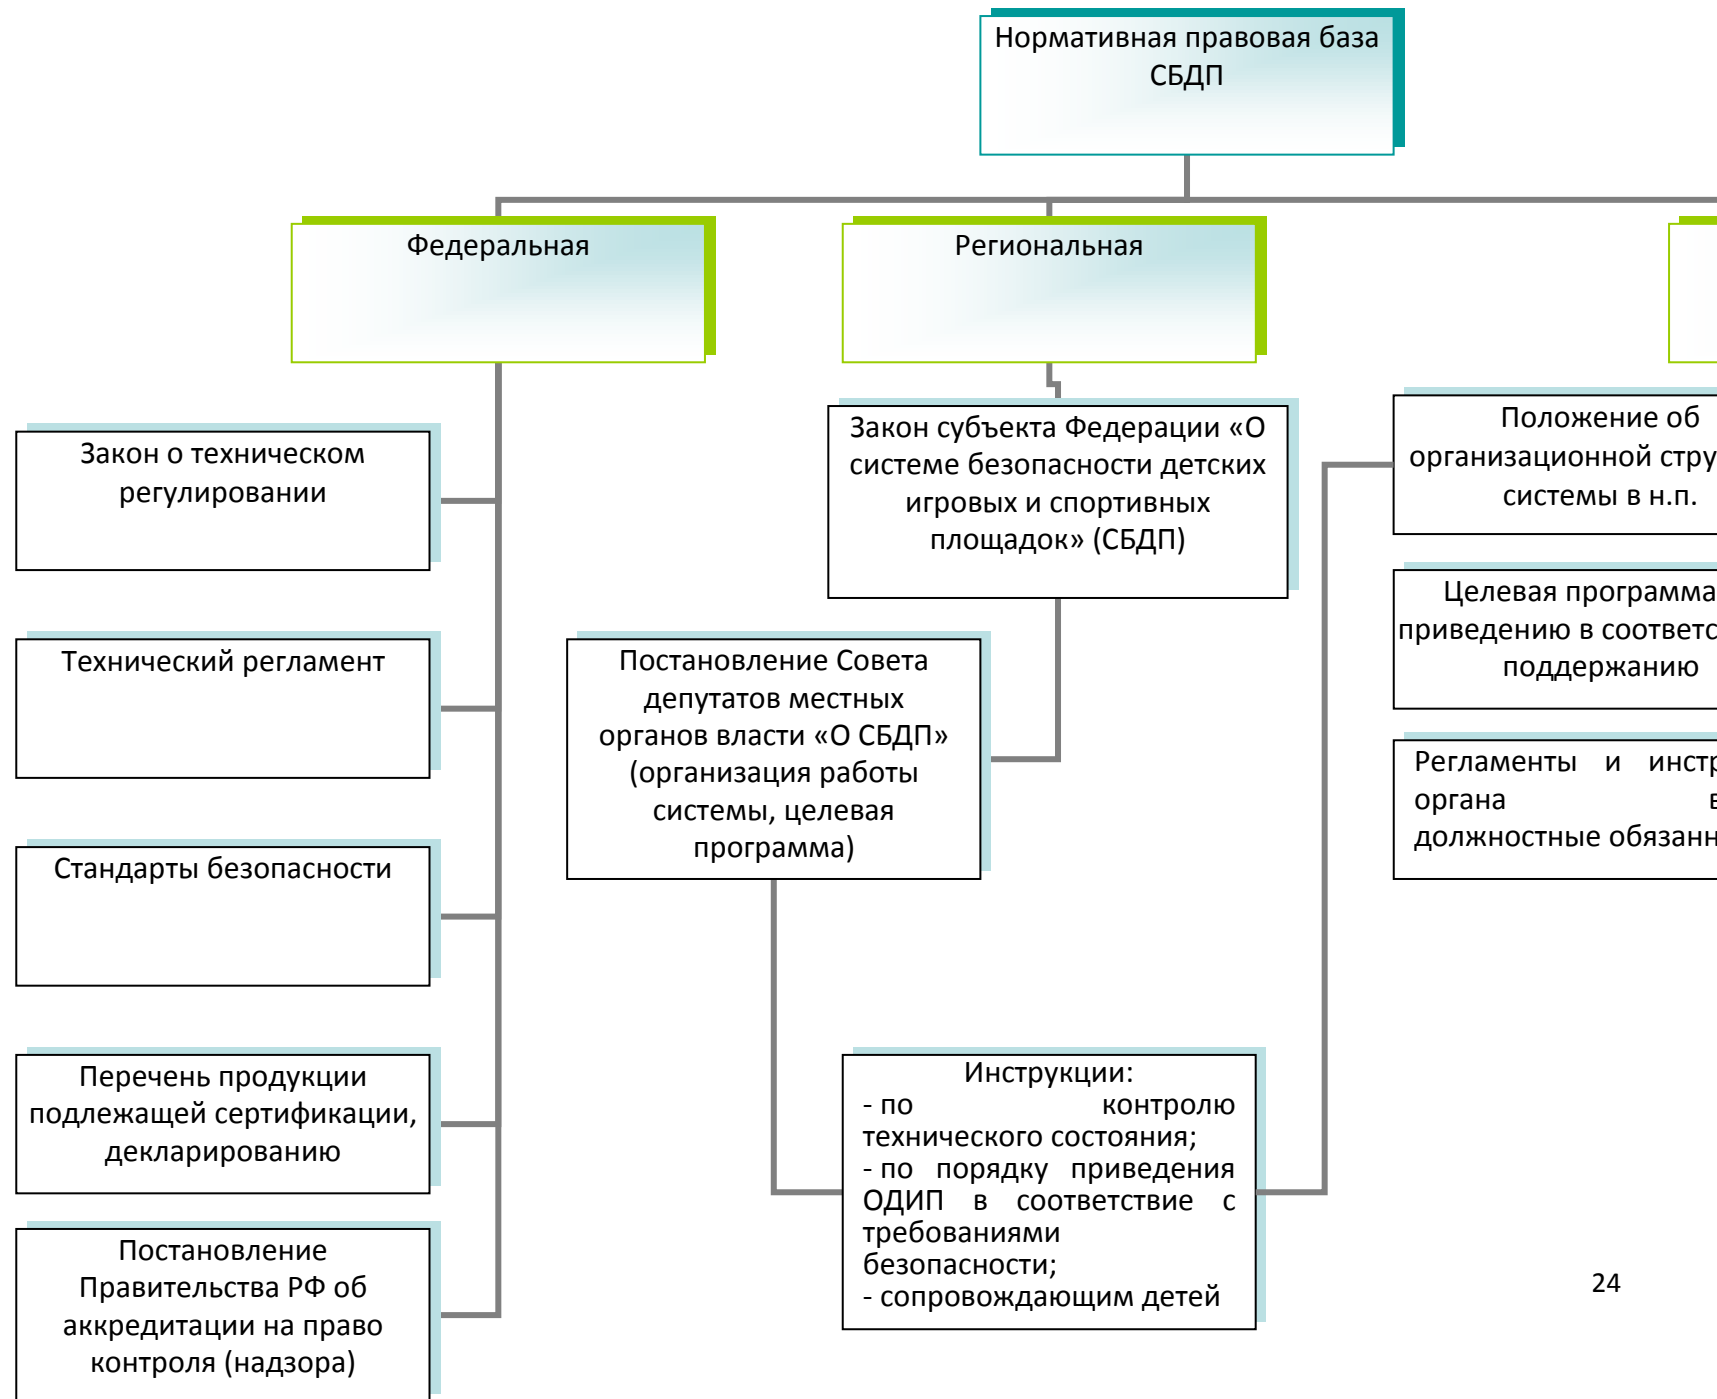 Нормативная правовая база
СБДП
Федеральная
Региональная
Закон о техническом
регулировании
Технический регламент
Стандарты безопасности
Перечень продукции
подлежащей сертификации,
декларированию
Постановление
Правительства РФ об
аккредитации на право
контроля (надзора)
Закон субъекта Федерации «О
системе безопасности детских
игровых и спортивных
площадок» (СБДП)
Постановление Совета
депутатов местных
органов власти «О СБДП»
(организация работы
системы, целевая
программа)
Инструкции:
- по контролю
технического состояния;
- по порядку приведения
ОДИП в соответствие с
требованиями
безопасности;
- сопровождающим детей
Положение об
организационной
системы в н.п.
Целевая программа
приведению в
поддержанию
Регламенты и
органа
должностные
24